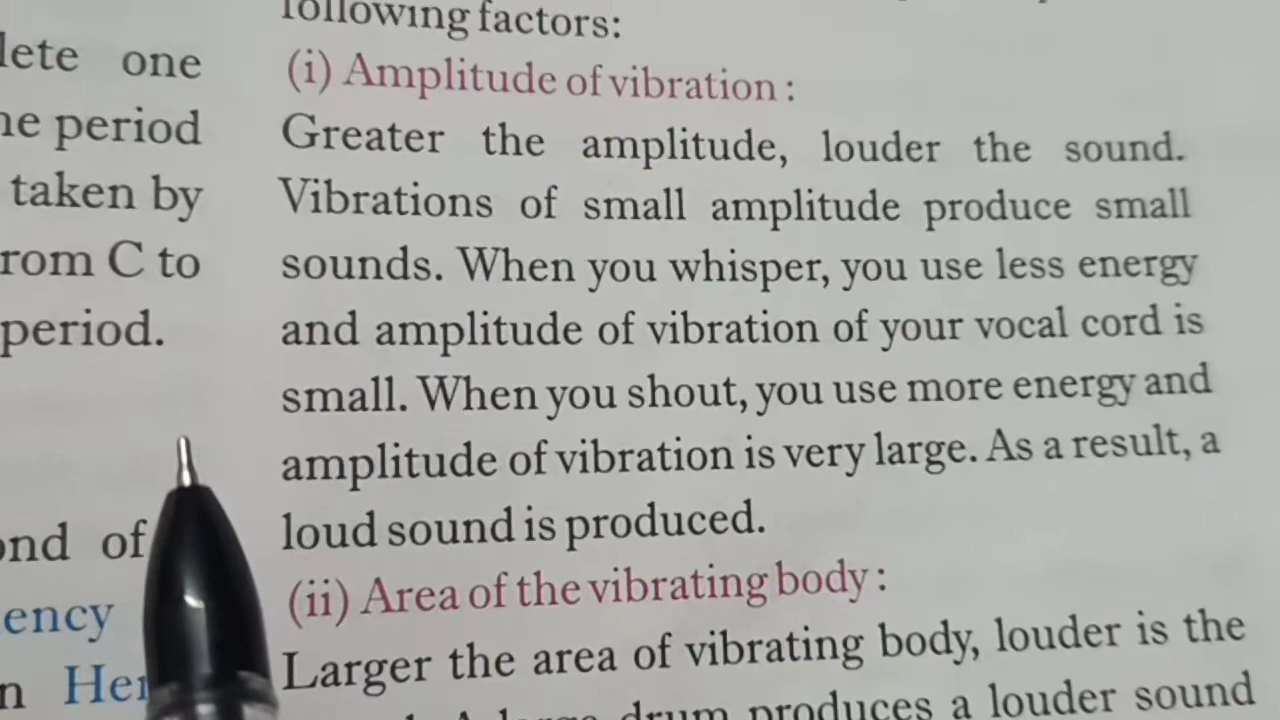 lete one
he period
taken by
rom C to
period.
ond of
ency
n Her
following factors:
(i) Amplitude of vibration :
Greater the amplitude, louder the sound.
Vibrations of small amplitude produce small
sounds. When you whisper, you use less energy
and amplitude of vibration of your vocal cord is
small. When you shout, you use more energy and
amplitude of vibration is very large. As a result, a
loud sound is produced.
(ii) Area of the vibrating body :
Larger the area of vibrating body, louder is the
drum produces a louder sound